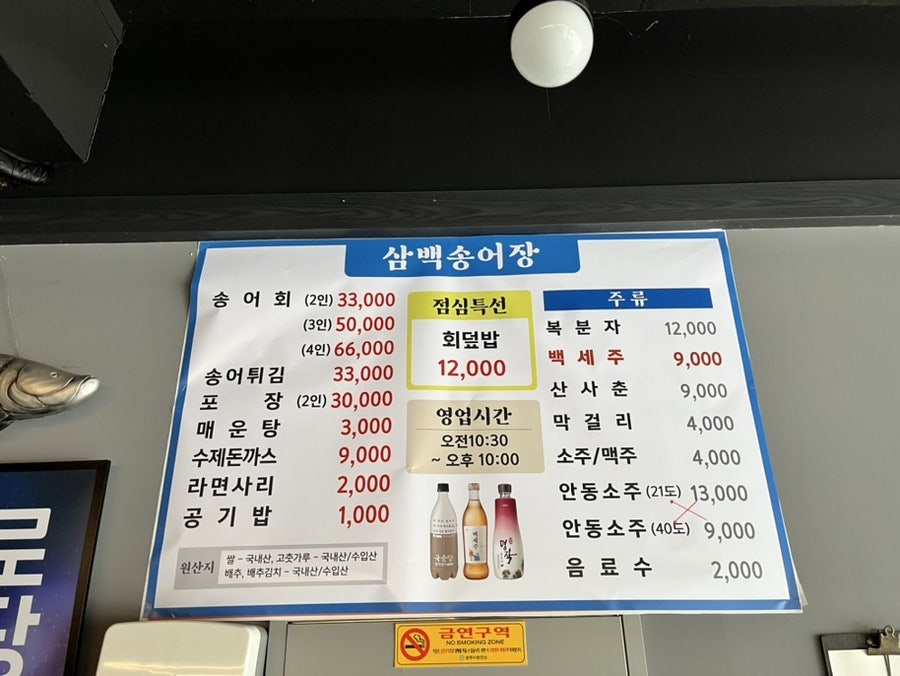 삼백송어장
송어회 (2인) 33,000
(3인) 50,000
(4인) 66,000
송어튀김 33,000
포장 (2인) 30,000
매운탕 3,000
수제돈까스 9,000
라면사리 2,000
공기밥 1,000
원산지
쌀 - 국내산, 고춧가루 - 국내산/수입산
배추, 배추김치 - 국내산/수입산
점심특선
회덮밥
12,000
영업시간
오전10:30
~ 오후 10:00
국순당
백세주
명작
주류
복분자 12,000
백세주 9,000
산사춘 9,000
막걸리 4,000
소주/맥주 4,000
안동소주 (21도) 13,000
안동소주 (40도) 9,000
음료수 2,000
금연구역
NO SMOKING ZONE